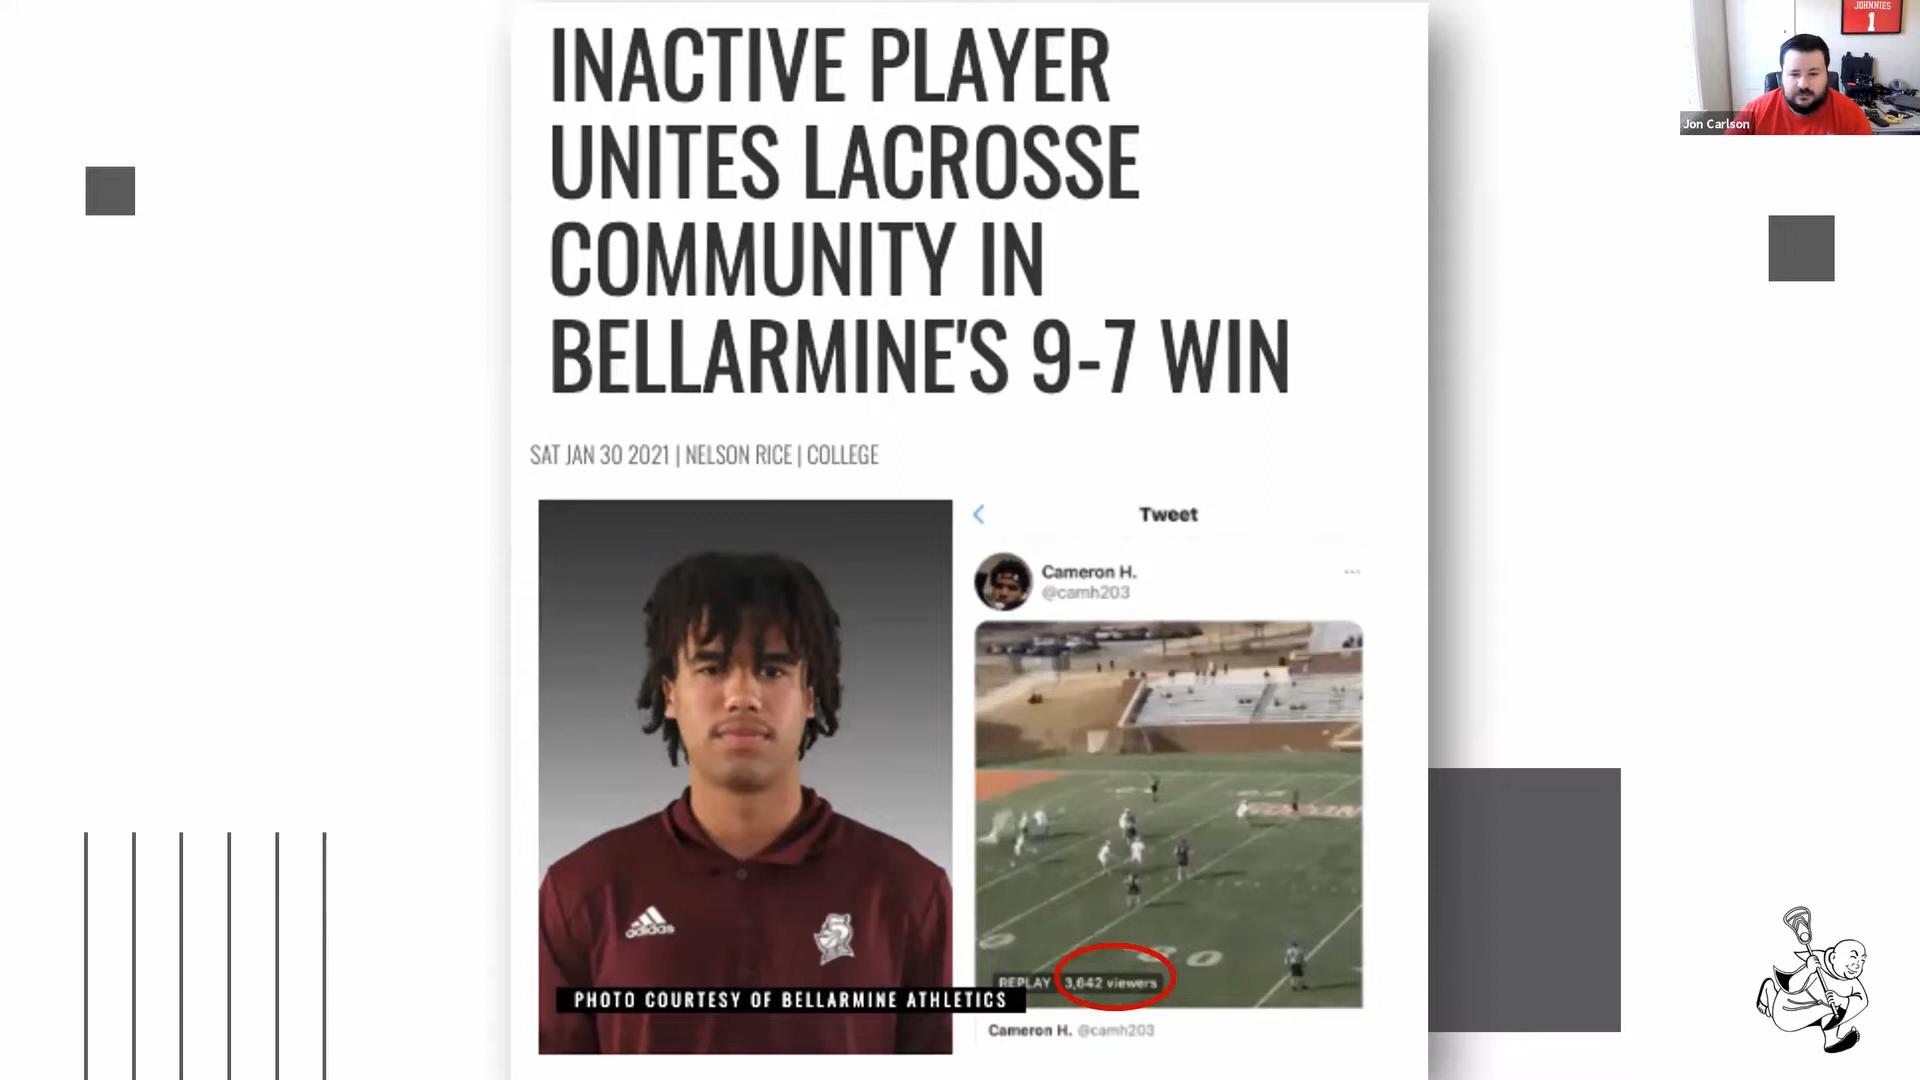 INACTIVE PLAYER
UNITES LACROSSE
COMMUNITY IN
BELLARMINE'S 9-7 WIN
SAT JAN 30 2021 | NELSON RICE | COLLEGE
adidas
PHOTO COURTESY OF BELLARMINE ATHLETICS
Tweet
Cameron H.
@camh203
REPLAY 3,642 viewers
Cameron H. @camh203
JOHNNIES
1
Jon Carlson